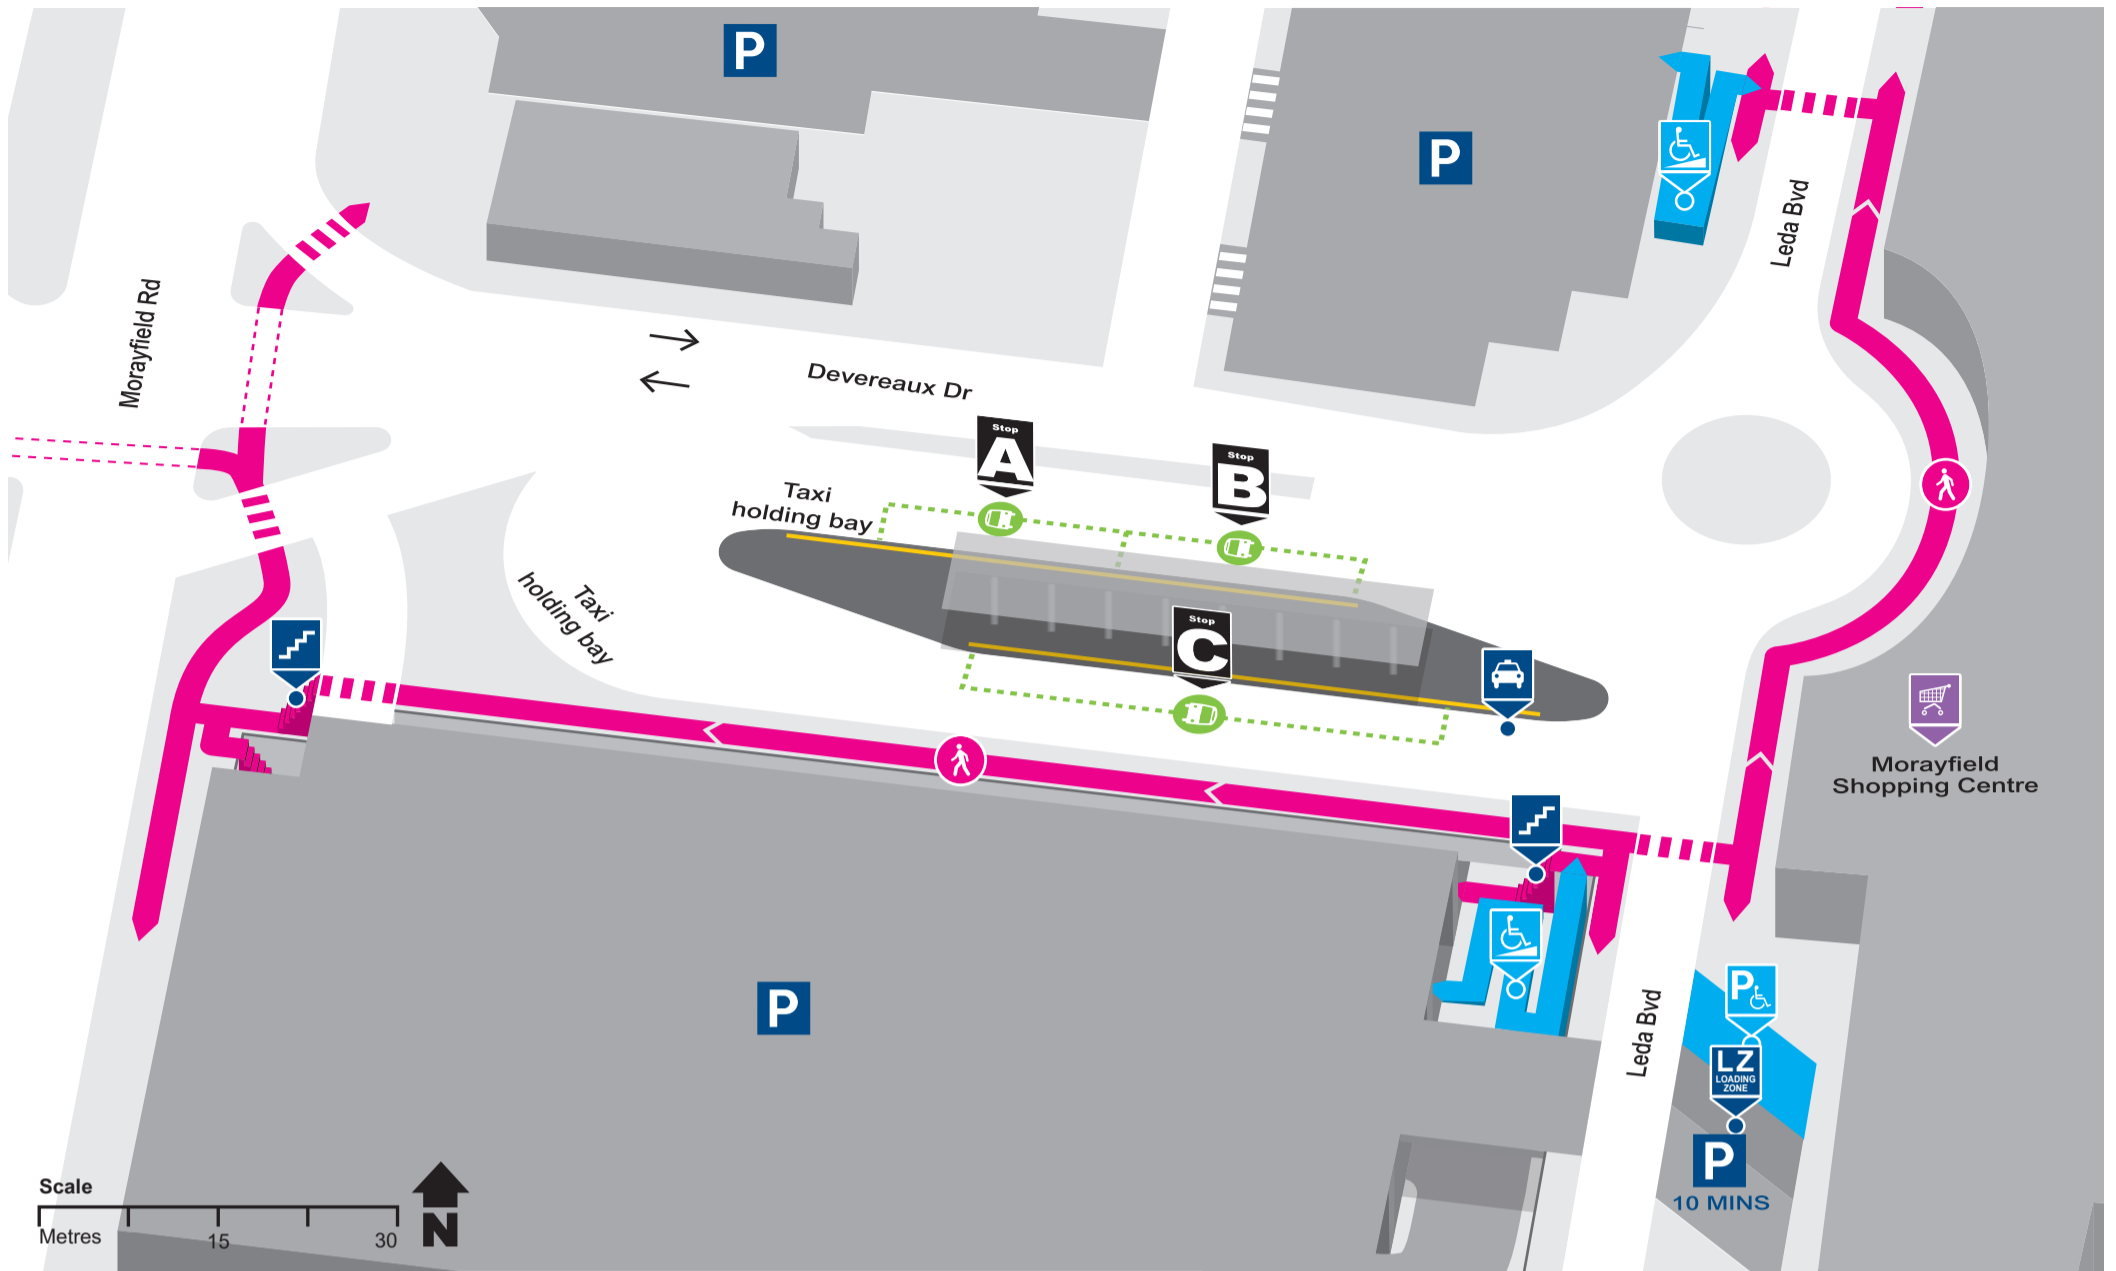 P
P
Leda Bvd
Morayfield Rd
Devereaux Dr
Stop
A
Stop
B
Taxi
holding bay
Taxi
holding bay
Stop
C
Morayfield
Shopping Centre
P
P
Leda Bvd
LZ
LOADING
ZONE
P
10 MINS
Scale
Metres
15
30
N